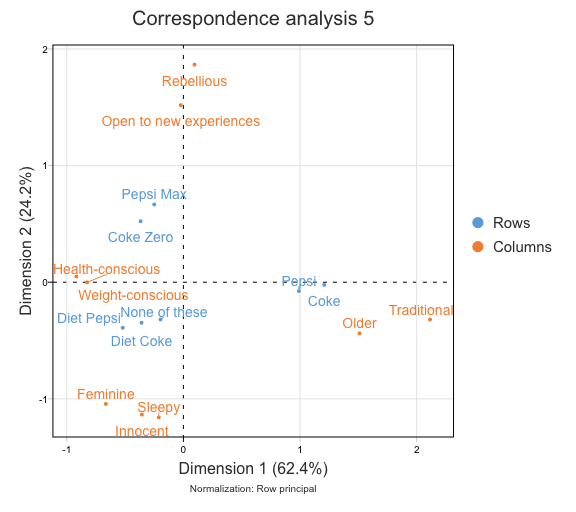 Correspondence analysis 5
2
Rebellious
Open to new experiences
1
Pepsi Max
Coke Zero
Health-conscious
0
Pepsi
Weight-conscious
Coke
None of these
Diet Pepsi
Traditional
Older
Diet Coke
Feminine
-1
Sleepy
Innocent
-1
0
1
2
Dimension 2 (24.2%)
Dimension 1 (62.4%)
Normalization: Row principal
Rows
Columns